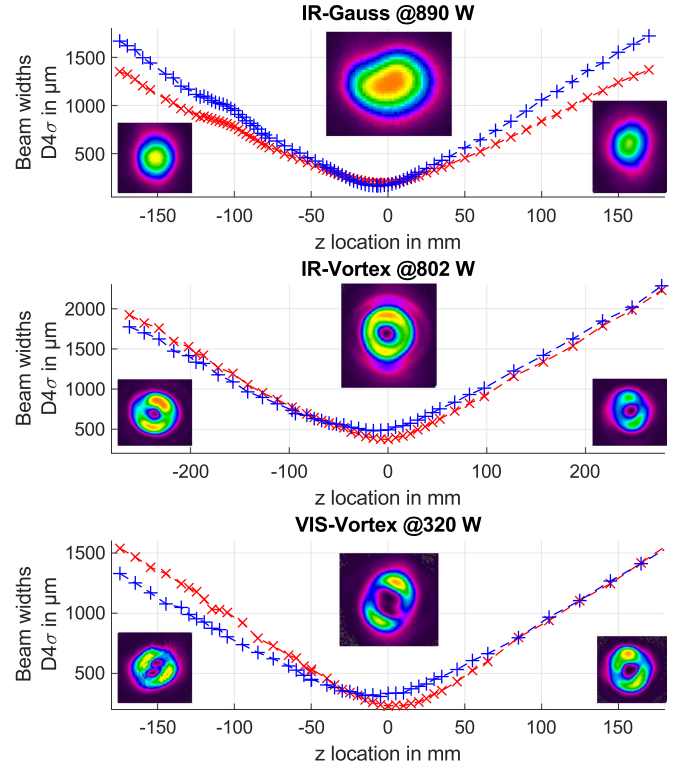 IR-Gauss @890 W
1500
1000
500
Beam widths
D4σ in µm
-150 -100 -50 0 50 100 150
z location in mm
IR-Vortex @802 W
2000
1500
1000
500
Beam widths
D4σ in µm
-200 -100 0 100 200
z location in mm
VIS-Vortex @320 W
1500
1000
500
Beam widths
D4σ in µm
-150 -100 -50 0 50 100 150
z location in mm